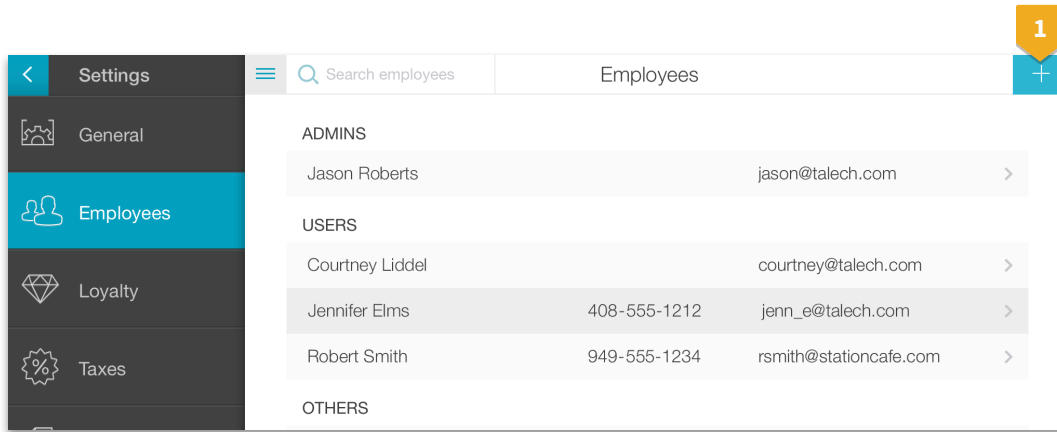 1
Settings
Search employees
Employees
General
Employees
Loyalty
Taxes
ADMINS
Jason Roberts jason@talech.com
USERS
Courtney Liddel courtney@talech.com
Jennifer Elms 408-555-1212 jenn_e@talech.com
Robert Smith 949-555-1234 rsmith@stationcafe.com
OTHERS